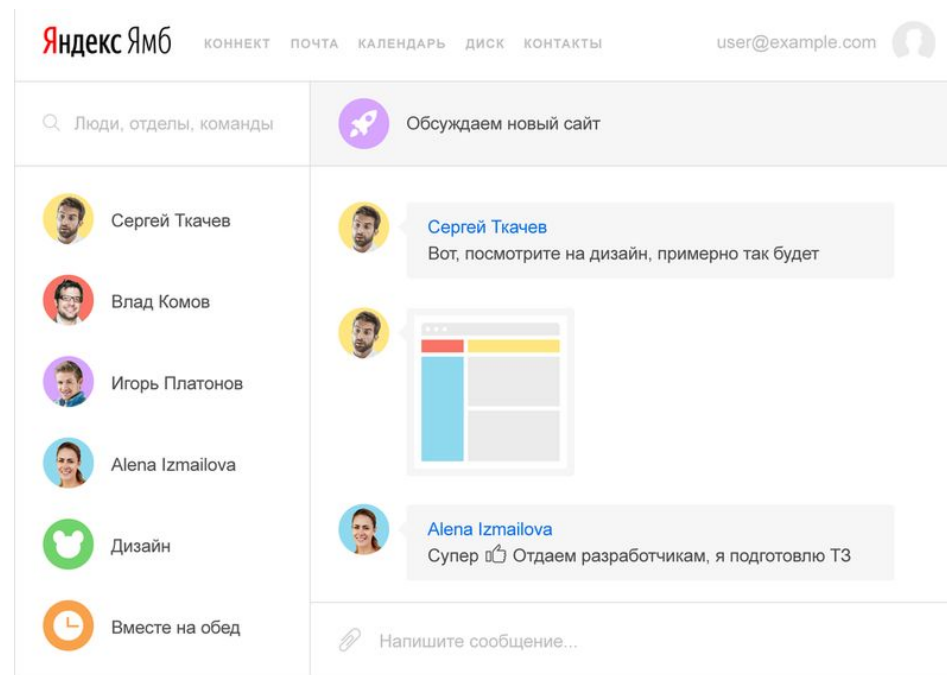 Яндекс Ямб
КОННЕКТ ПОЧТА КАЛЕНДАРЬ ДИСК КОНТАКТЫ
user@example.com
Люди, отделы, команды
Обсуждаем новый сайт
Сергей Ткачев
Влад Комов
Игорь Платонов
Alena Izmailova
Дизайн
Вместе на обед
Сергей Ткачев
Вот, посмотрите на дизайн, примерно так будет
Alena Izmailova
Супер 👍 Отдаем разработчикам, я подготовлю ТЗ
Напишите сообщение...